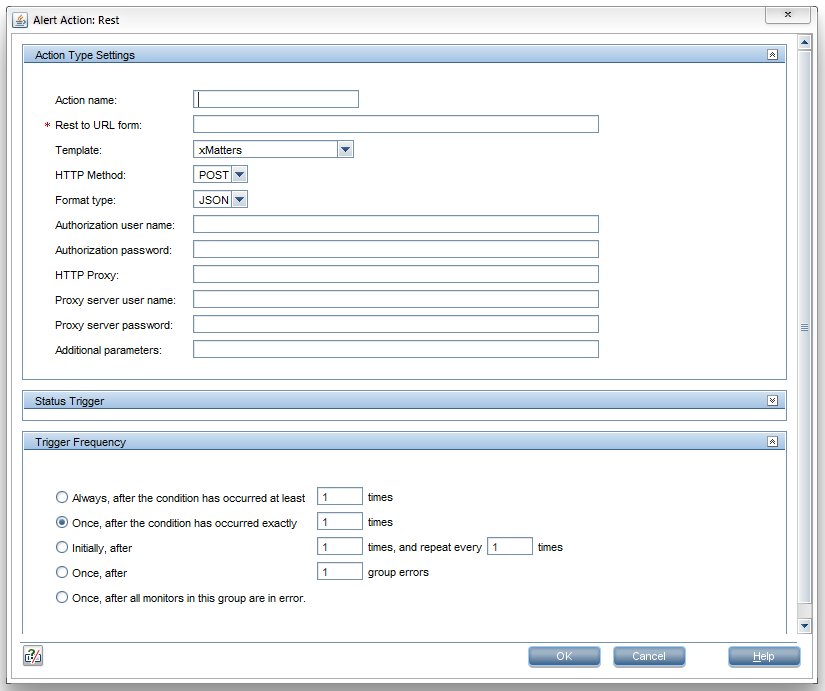 Alert Action: Rest
Action Type Settings
Action name:
* Rest to URL form:
Template: xMatters
HTTP Method: POST
Format type: JSON
Authorization user name:
Authorization password:
HTTP Proxy:
Proxy server user name:
Proxy server password:
Additional parameters:
Status Trigger
Trigger Frequency
Always, after the condition has occurred at least 1 times
Once, after the condition has occurred exactly 1 times
Initially, after 1 times, and repeat every 1 times
Once, after 1 group errors
Once, after all monitors in this group are in error.
OK Cancel Help